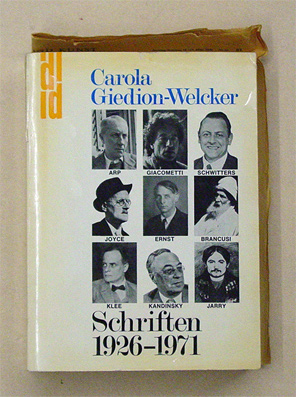 Carola
Giedion-Welcker
ARP GIACOMETTI SCHWITTERS
JOYCE ERNST BRANCUSI
KLEE KANDINSKY JARRY
Schriften
1926–1971